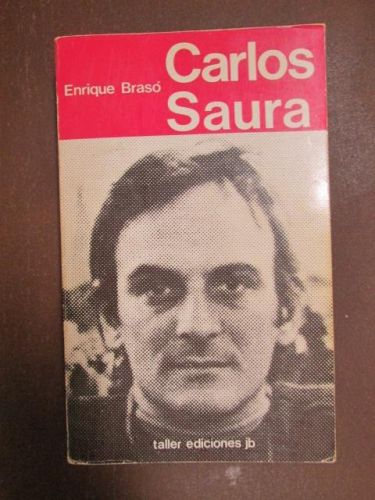 Enrique Brasó
Carlos
Saura
taller ediciones jb